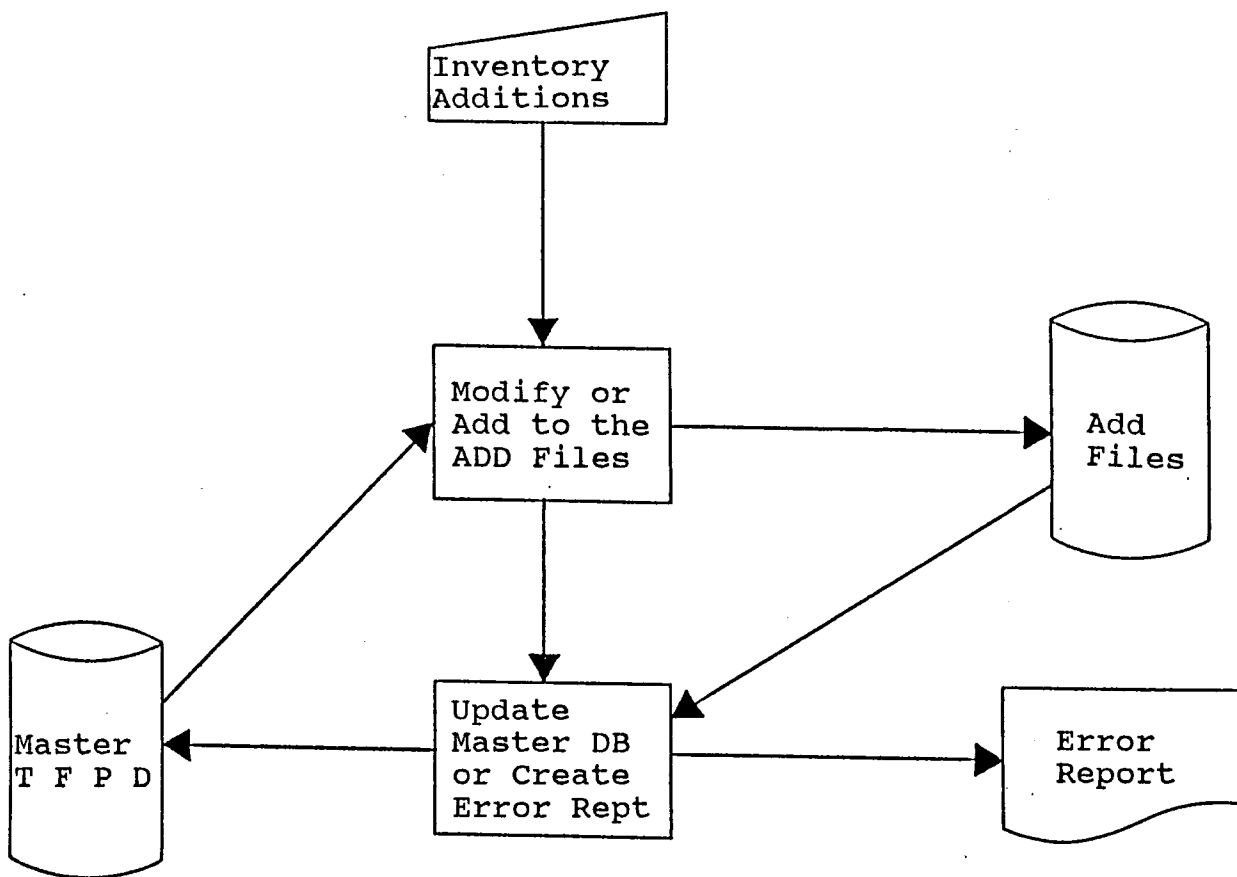 Inventory
Additions
Modify or
Add to the
ADD Files
Add
Files
Master
T F P D
Update
Master DB
or Create
Error Rept
Error
Report